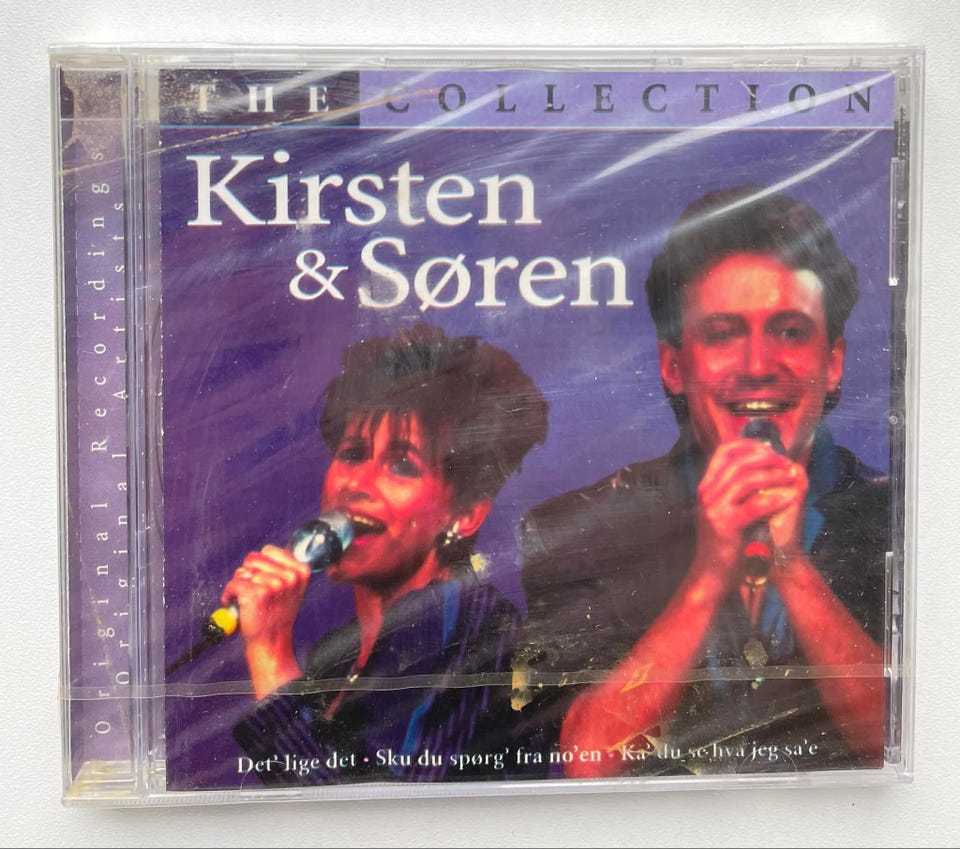 THE COLLECTION
Kirsten
& Søren
Det' lige det • Sku du spørg' fra no'en • Ka' du se hva jeg sa'e
original Recordings
original Artists